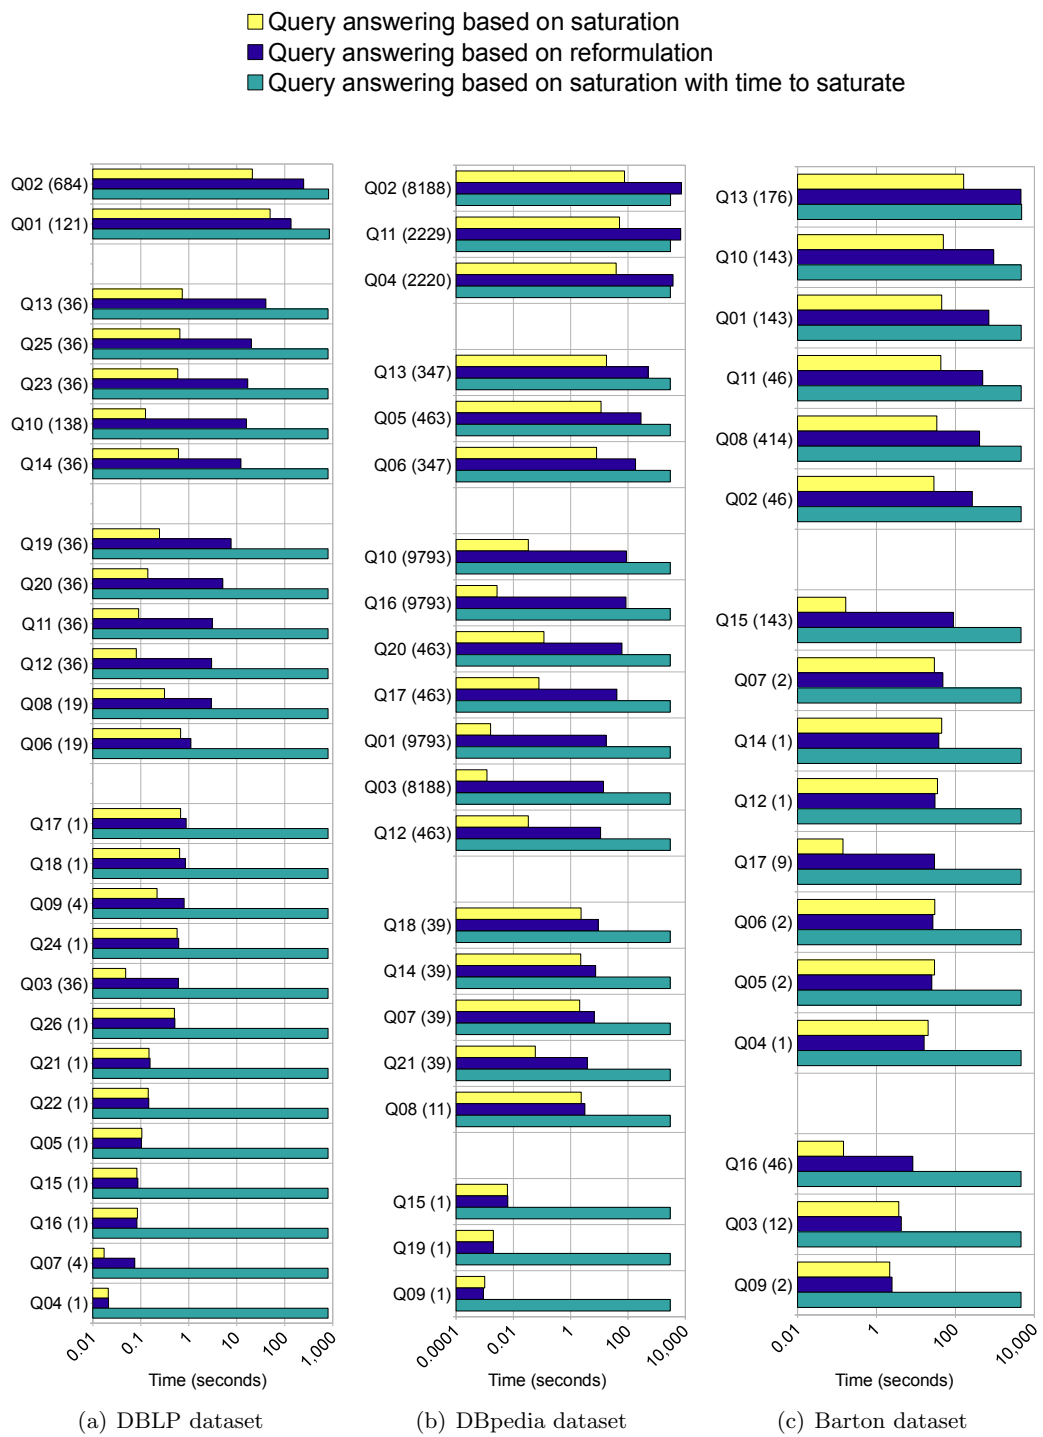 Query answering based on saturation
Query answering based on reformulation
Query answering based on saturation with time to saturate
Q02 (684)
Q01 (121)
Q13 (36)
Q25 (36)
Q23 (36)
Q10 (138)
Q14 (36)
Q19 (36)
Q20 (36)
Q11 (36)
Q12 (36)
Q08 (19)
Q06 (19)
Q17 (1)
Q18 (1)
Q09 (4)
Q24 (1)
Q03 (36)
Q26 (1)
Q21 (1)
Q22 (1)
Q05 (1)
Q15 (1)
Q16 (1)
Q07 (4)
Q04 (1)
0.01 0.1 1 10 100 1,000
Time (seconds)
(a) DBLP dataset
Q02 (8188)
Q11 (2229)
Q04 (2220)
Q13 (347)
Q05 (463)
Q06 (347)
Q10 (9793)
Q16 (9793)
Q20 (463)
Q17 (463)
Q01 (9793)
Q03 (8188)
Q12 (463)
Q18 (39)
Q14 (39)
Q07 (39)
Q21 (39)
Q08 (11)
Q15 (1)
Q19 (1)
Q09 (1)
0.0001 0.01 1 100 10,000
Time (seconds)
(b) DBpedia dataset
Q13 (176)
Q10 (143)
Q01 (143)
Q11 (46)
Q08 (414)
Q02 (46)
Q15 (143)
Q07 (2)
Q14 (1)
Q12 (1)
Q17 (9)
Q06 (2)
Q05 (2)
Q04 (1)
Q16 (46)
Q03 (12)
Q09 (2)
0.01 1 100 10,000
Time (seconds)
(c) Barton dataset